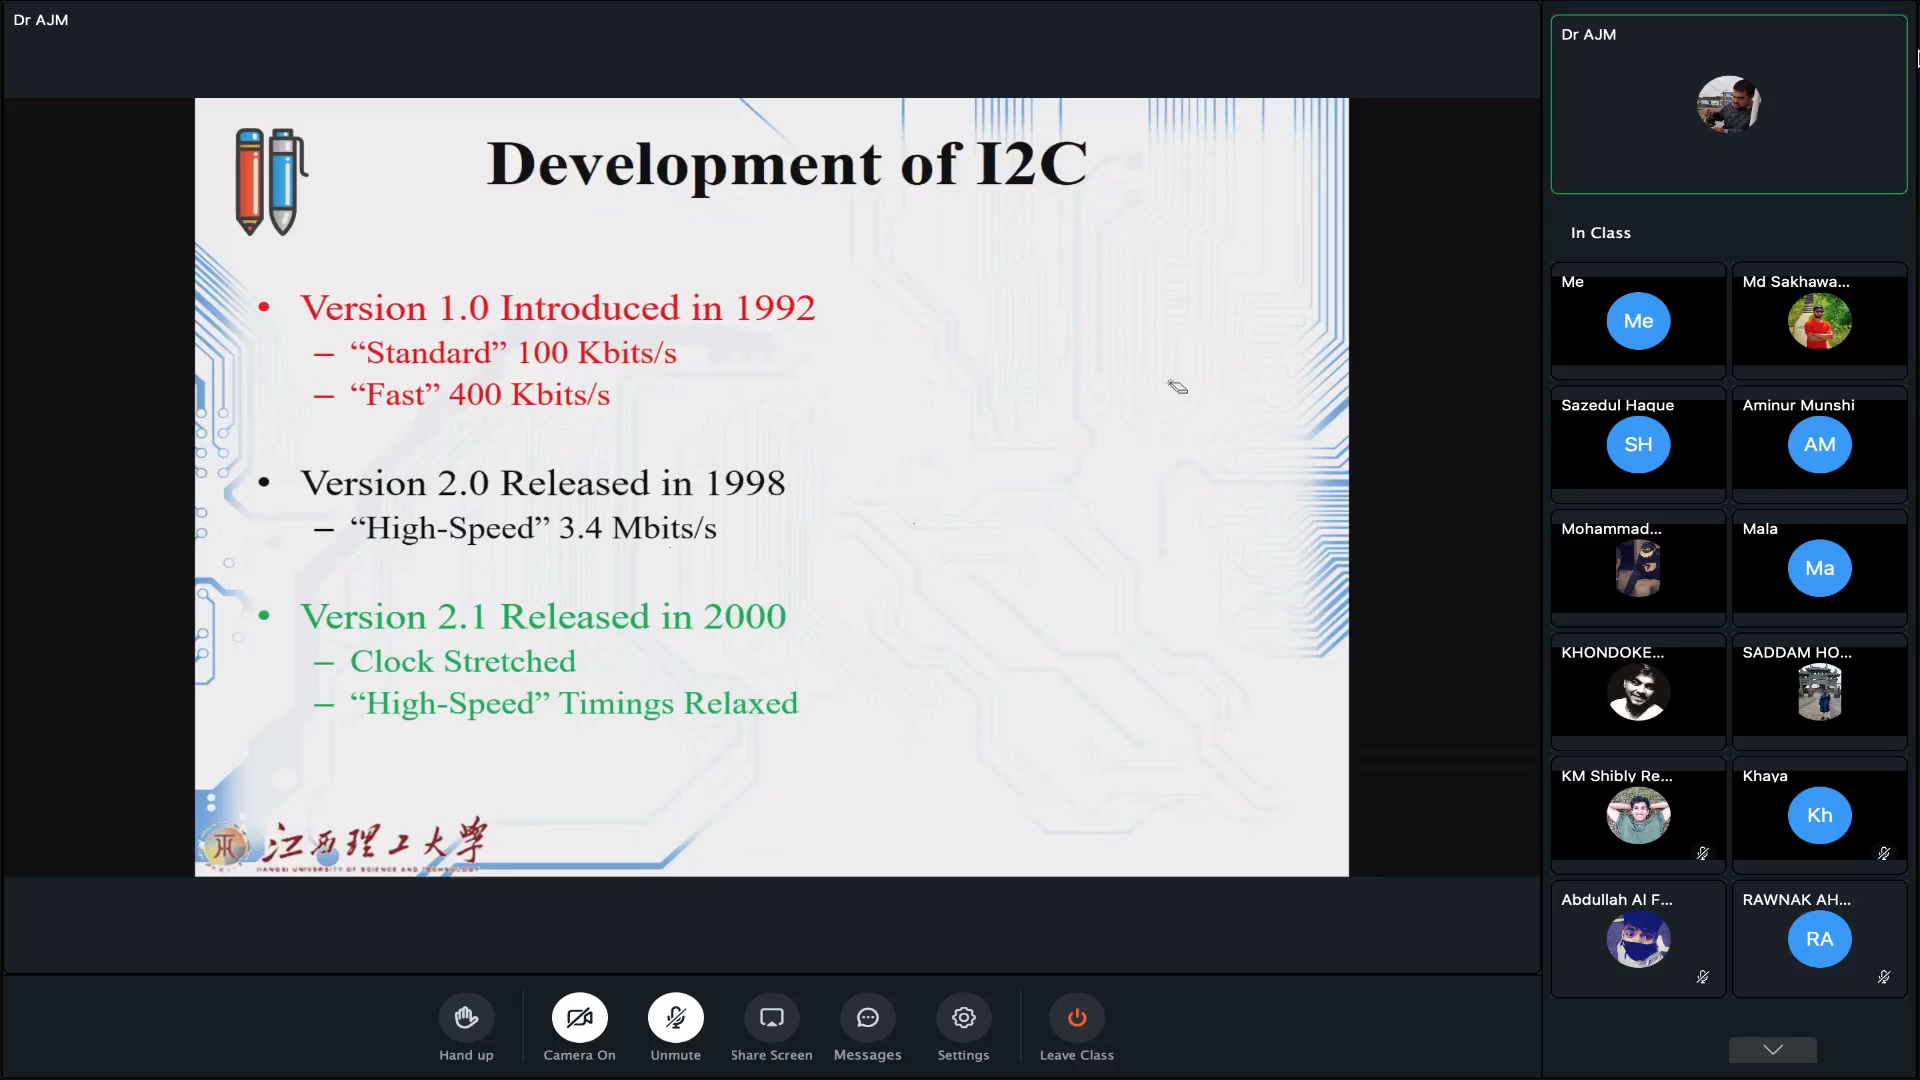 Dr AJM
Development of I2C
• Version 1.0 Introduced in 1992
– “Standard” 100 Kbits/s
– “Fast” 400 Kbits/s
• Version 2.0 Released in 1998
– “High-Speed” 3.4 Mbits/s
• Version 2.1 Released in 2000
– Clock Stretched
– “High-Speed” Timings Relaxed
江西理工大学
Dr AJM
In Class
Me
Me
Md Sakhawa...
Sazedul Haque
SH
Aminur Munshi
AM
Mohammad...
Mala
Ma
KHONDOKE...
SADDAM HO...
KM Shibly Re...
Khaya
Kh
Abdullah Al F...
RAWNAK AH...
RA
Hand up
Camera On
Unmute
Share Screen
Messages
Settings
Leave Class